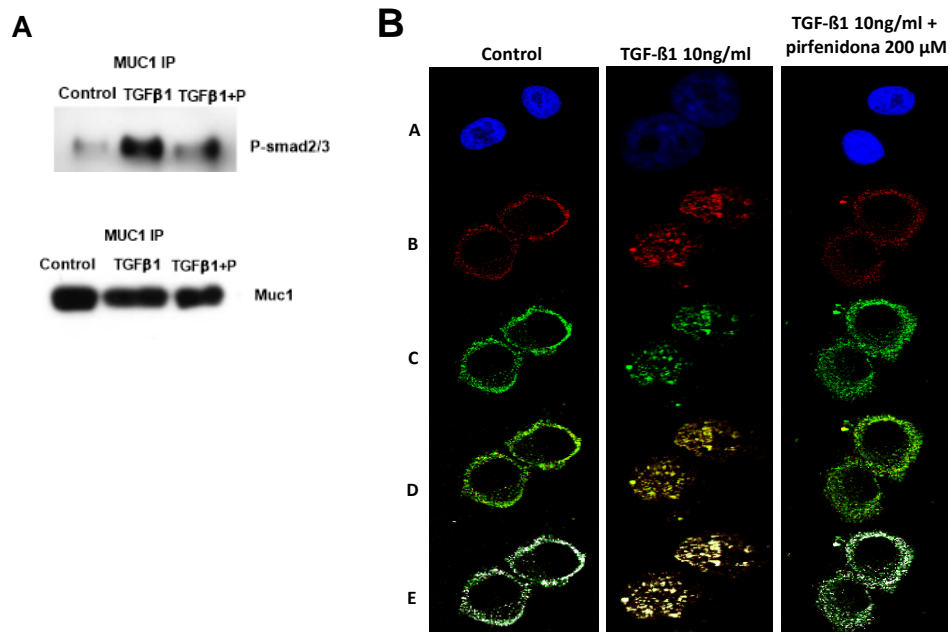 A
MUC1 IP
Control TGFβ1 TGFβ1+P
P-smad2/3
MUC1 IP
Control TGFβ1 TGFβ1+P
Muc1
B
Control
TGF-ß1 10ng/ml
TGF-ß1 10ng/ml +
pirfenidona 200 µM
A
B
C
D
E